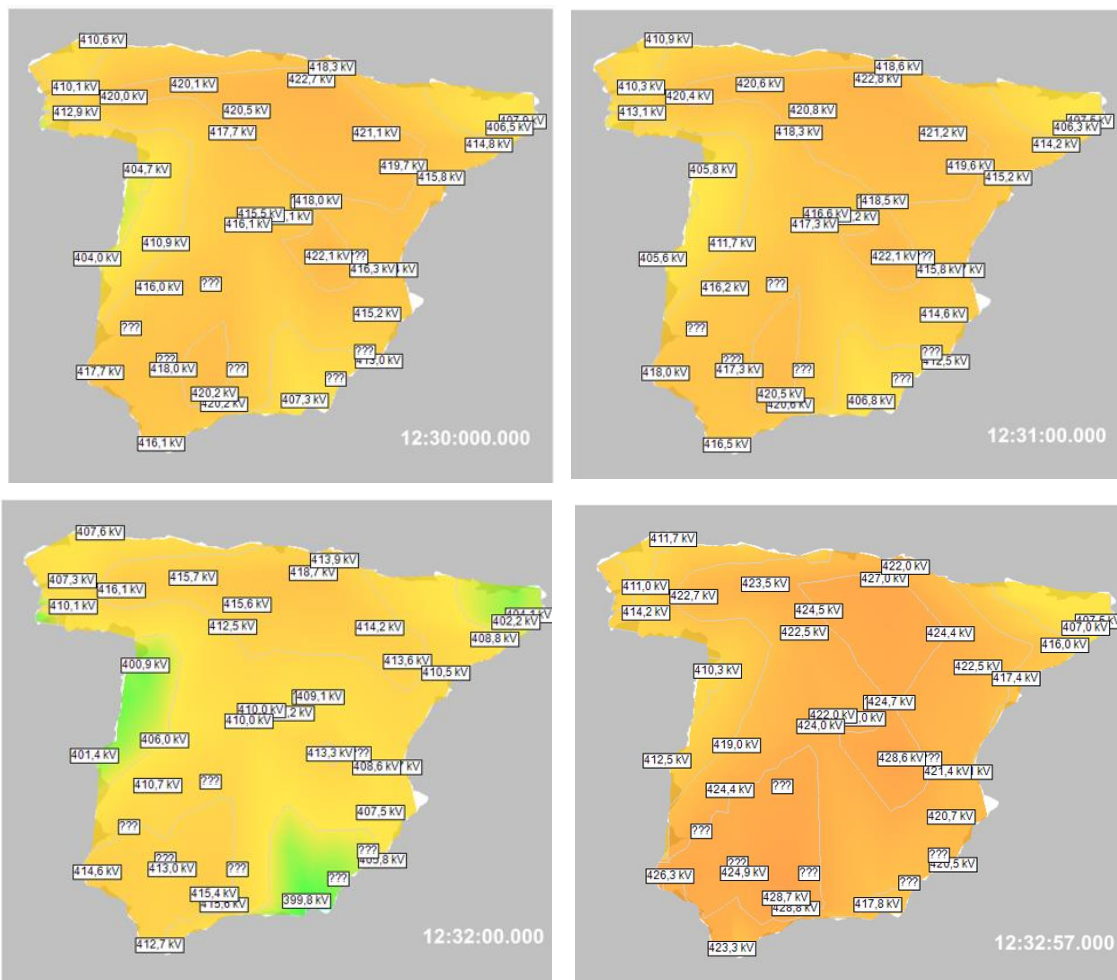 410,6 kV
418,3 kV
422,7 kV
420,1 kV
410,1 kV
420,0 kV
412,9 kV
420,5 kV
406,5 kV
417,7 kV
421,1 kV
414,8 kV
419,7 kV
404,7 kV
415,8 kV
418,0 kV
415,5 kV
416,1 kV
410,9 kV
404,0 kV
422,1 kV
???
416,3 kV
???
416,0 kV
415,2 kV
???
???
???
418,0 kV
???
417,7 kV
???
420,2 kV
420,2 kV
407,3 kV
416,1 kV
12:30:000.000
410,9 kV
418,6 kV
422,8 kV
420,6 kV
410,3 kV
420,4 kV
413,1 kV
420,8 kV
406,3 kV
418,3 kV
421,2 kV
414,2 kV
419,6 kV
405,8 kV
415,2 kV
418,5 kV
416,6 kV
417,3 kV
411,7 kV
405,6 kV
422,1 kV
415,8 kV
???
416,2 kV
414,6 kV
???
???
412,5 kV
???
417,3 kV
???
418,0 kV
???
420,5 kV
420,6 kV
406,8 kV
416,5 kV
12:31:00.000
407,6 kV
413,9 kV
418,7 kV
415,7 kV
407,3 kV
416,1 kV
410,1 kV
415,6 kV
402,2 kV
412,5 kV
414,2 kV
408,8 kV
413,6 kV
400,9 kV
410,5 kV
409,1 kV
410,0 kV
410,0 kV
406,0 kV
401,4 kV
413,3 kV
???
408,6 kV
???
410,7 kV
407,5 kV
???
???
???
413,0 kV
???
414,6 kV
???
415,4 kV
415,6 kV
399,8 kV
412,7 kV
12:32:00.000
411,7 kV
422,0 kV
427,0 kV
423,5 kV
411,0 kV
422,7 kV
414,2 kV
424,5 kV
407,0 kV
422,5 kV
424,4 kV
416,0 kV
422,5 kV
410,3 kV
417,4 kV
424,7 kV
422,0 kV
424,0 kV
419,0 kV
412,5 kV
428,6 kV
421,4 kV
???
424,4 kV
420,7 kV
???
???
420,5 kV
???
424,9 kV
???
426,3 kV
???
428,7 kV
428,8 kV
417,8 kV
423,3 kV
12:32:57.000